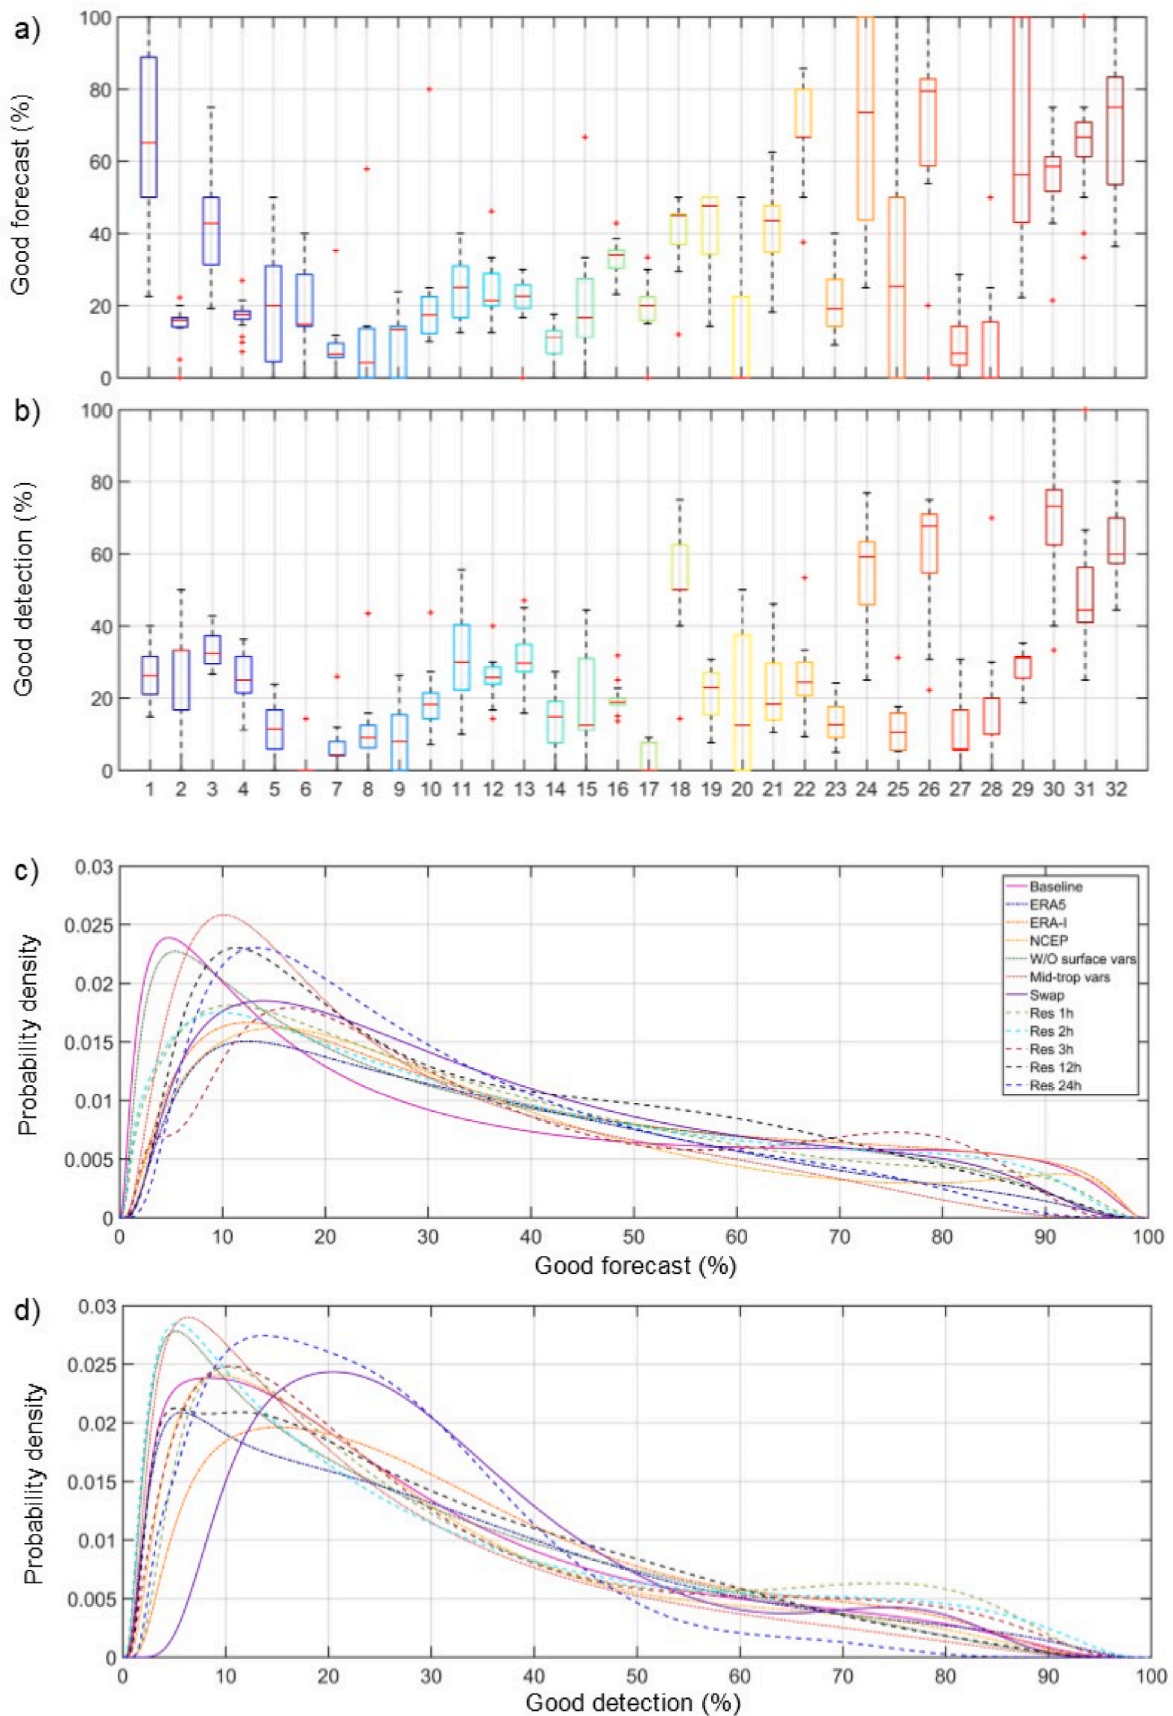 a)
100
80
60
40
20
0
Good forecast (%)
b)
100
80
60
40
20
0
Good detection (%)
1 2 3 4 5 6 7 8 9 10 11 12 13 14 15 16 17 18 19 20 21 22 23 24 25 26 27 28 29 30 31 32
c)
0.03
0.025
0.02
0.015
0.01
0.005
0
Probability density
Baseline
ERA5
ERA-I
NCEP
W/O surface vars
Mid-trop vars
Swap
Res 1h
Res 2h
Res 3h
Res 12h
Res 24h
0 10 20 30 40 50 60 70 80 90 100
Good forecast (%)
d)
0.03
0.025
0.02
0.015
0.01
0.005
0
Probability density
0 10 20 30 40 50 60 70 80 90 100
Good detection (%)